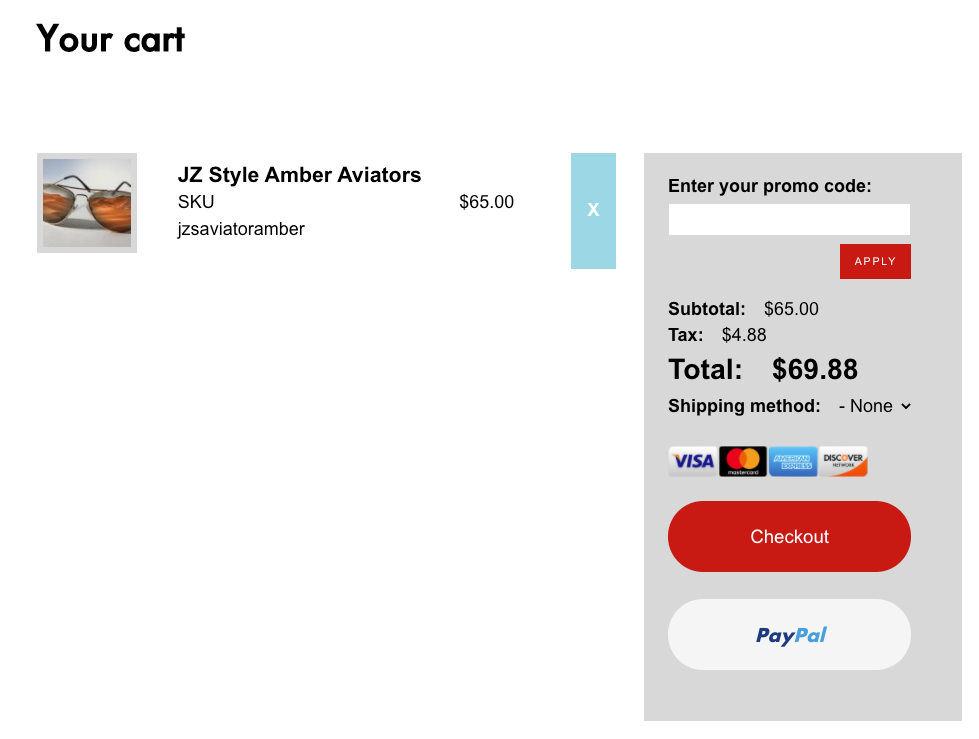 Your cart
JZ Style Amber Aviators
SKU
$65.00
jzsaviatoramber
X
Enter your promo code:
APPLY
Subtotal: $65.00
Tax: $4.88
Total: $69.88
Shipping method: - None
VISA
mastercard
AMERICAN
EXPRESS
DISCOVER
NETWORK
Checkout
PayPal